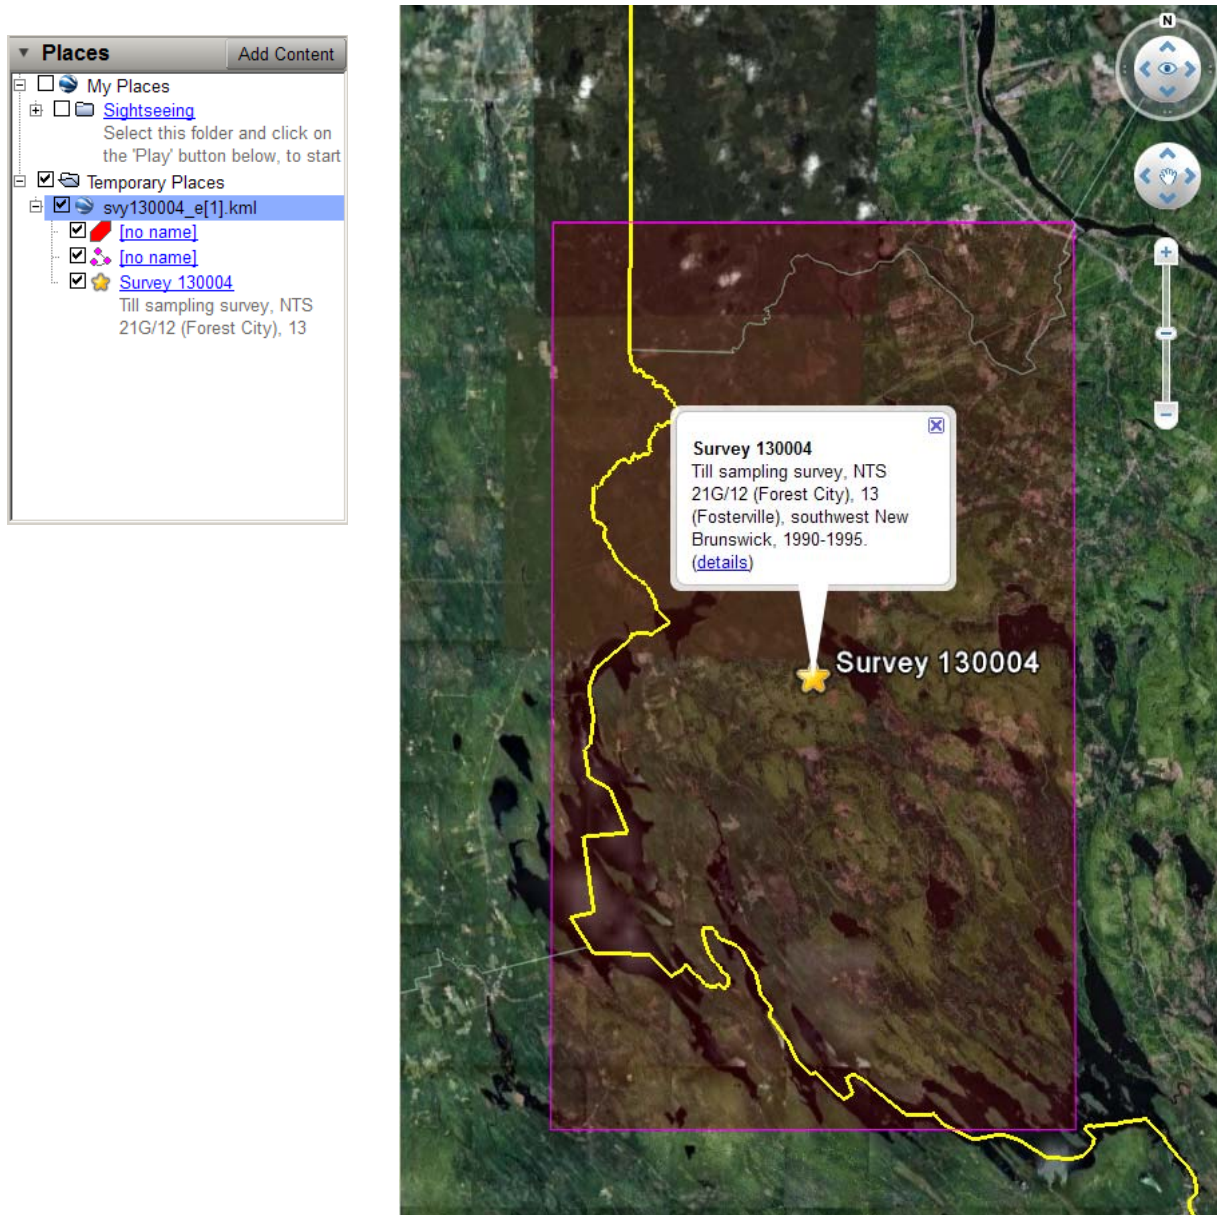 Places
Add Content
My Places
Sightseeing
Select this folder and click on
the 'Play' button below, to start
Temporary Places
svy130004_e[1].kml
[no name]
[no name]
Survey 130004
Till sampling survey, NTS
21G/12 (Forest City), 13
N
Survey 130004
Till sampling survey, NTS
21G/12 (Forest City), 13
(Fosterville), southwest New
Brunswick, 1990-1995.
(details)
Survey 130004